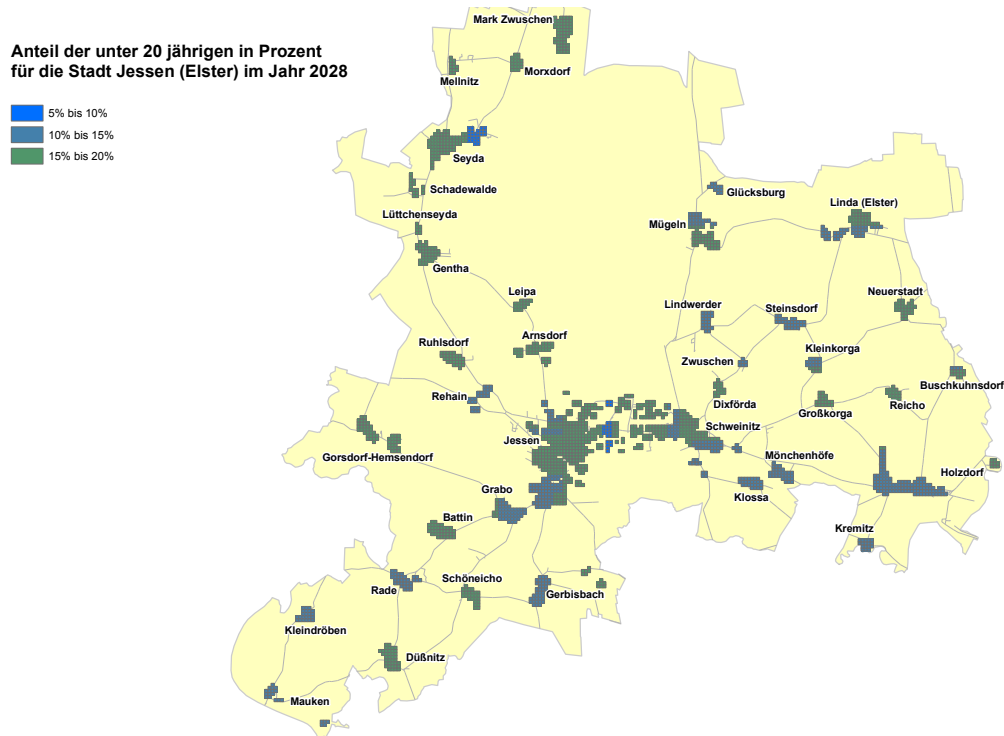 Mark Zwuschen
Anteil der unter 20 jährigen in Prozent
für die Stadt Jessen (Elster) im Jahr 2028
Mellnitz
Morxdorf
5% bis 10%
10% bis 15%
15% bis 20%
Seyda
Schadewalde
Glücksburg
Linda (Elster)
Lüttchenseyda
Mügeln
Gentha
Leipa
Neuerstadt
Lindwerder
Steinsdorf
Ruhlsdorf
Arnsdorf
Kleinkorga
Zwuschen
Buschkuhnsdorf
Rehain
Dixförda
Großkorga
Reicho
Jessen
Schweinitz
Gorsdorf-Hemsendorf
Mönchenhöfe
Holzdorf
Grabo
Klossa
Battin
Kremitz
Schöneicho
Rade
Gerbisbach
Kleindröben
Düßnitz
Mauken